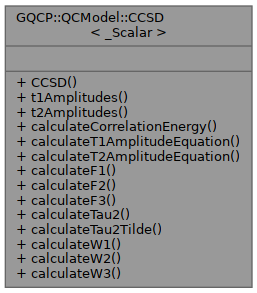 GQCP::QCModel::CCSD
< _Scalar >
+ CCSD()
+ t1Amplitudes()
+ t2Amplitudes()
+ calculateCorrelationEnergy()
+ calculateT1AmplitudeEquation()
+ calculateT2AmplitudeEquation()
+ calculateF1()
+ calculateF2()
+ calculateF3()
+ calculateTau2()
+ calculateTau2Tilde()
+ calculateW1()
+ calculateW2()
+ calculateW3()